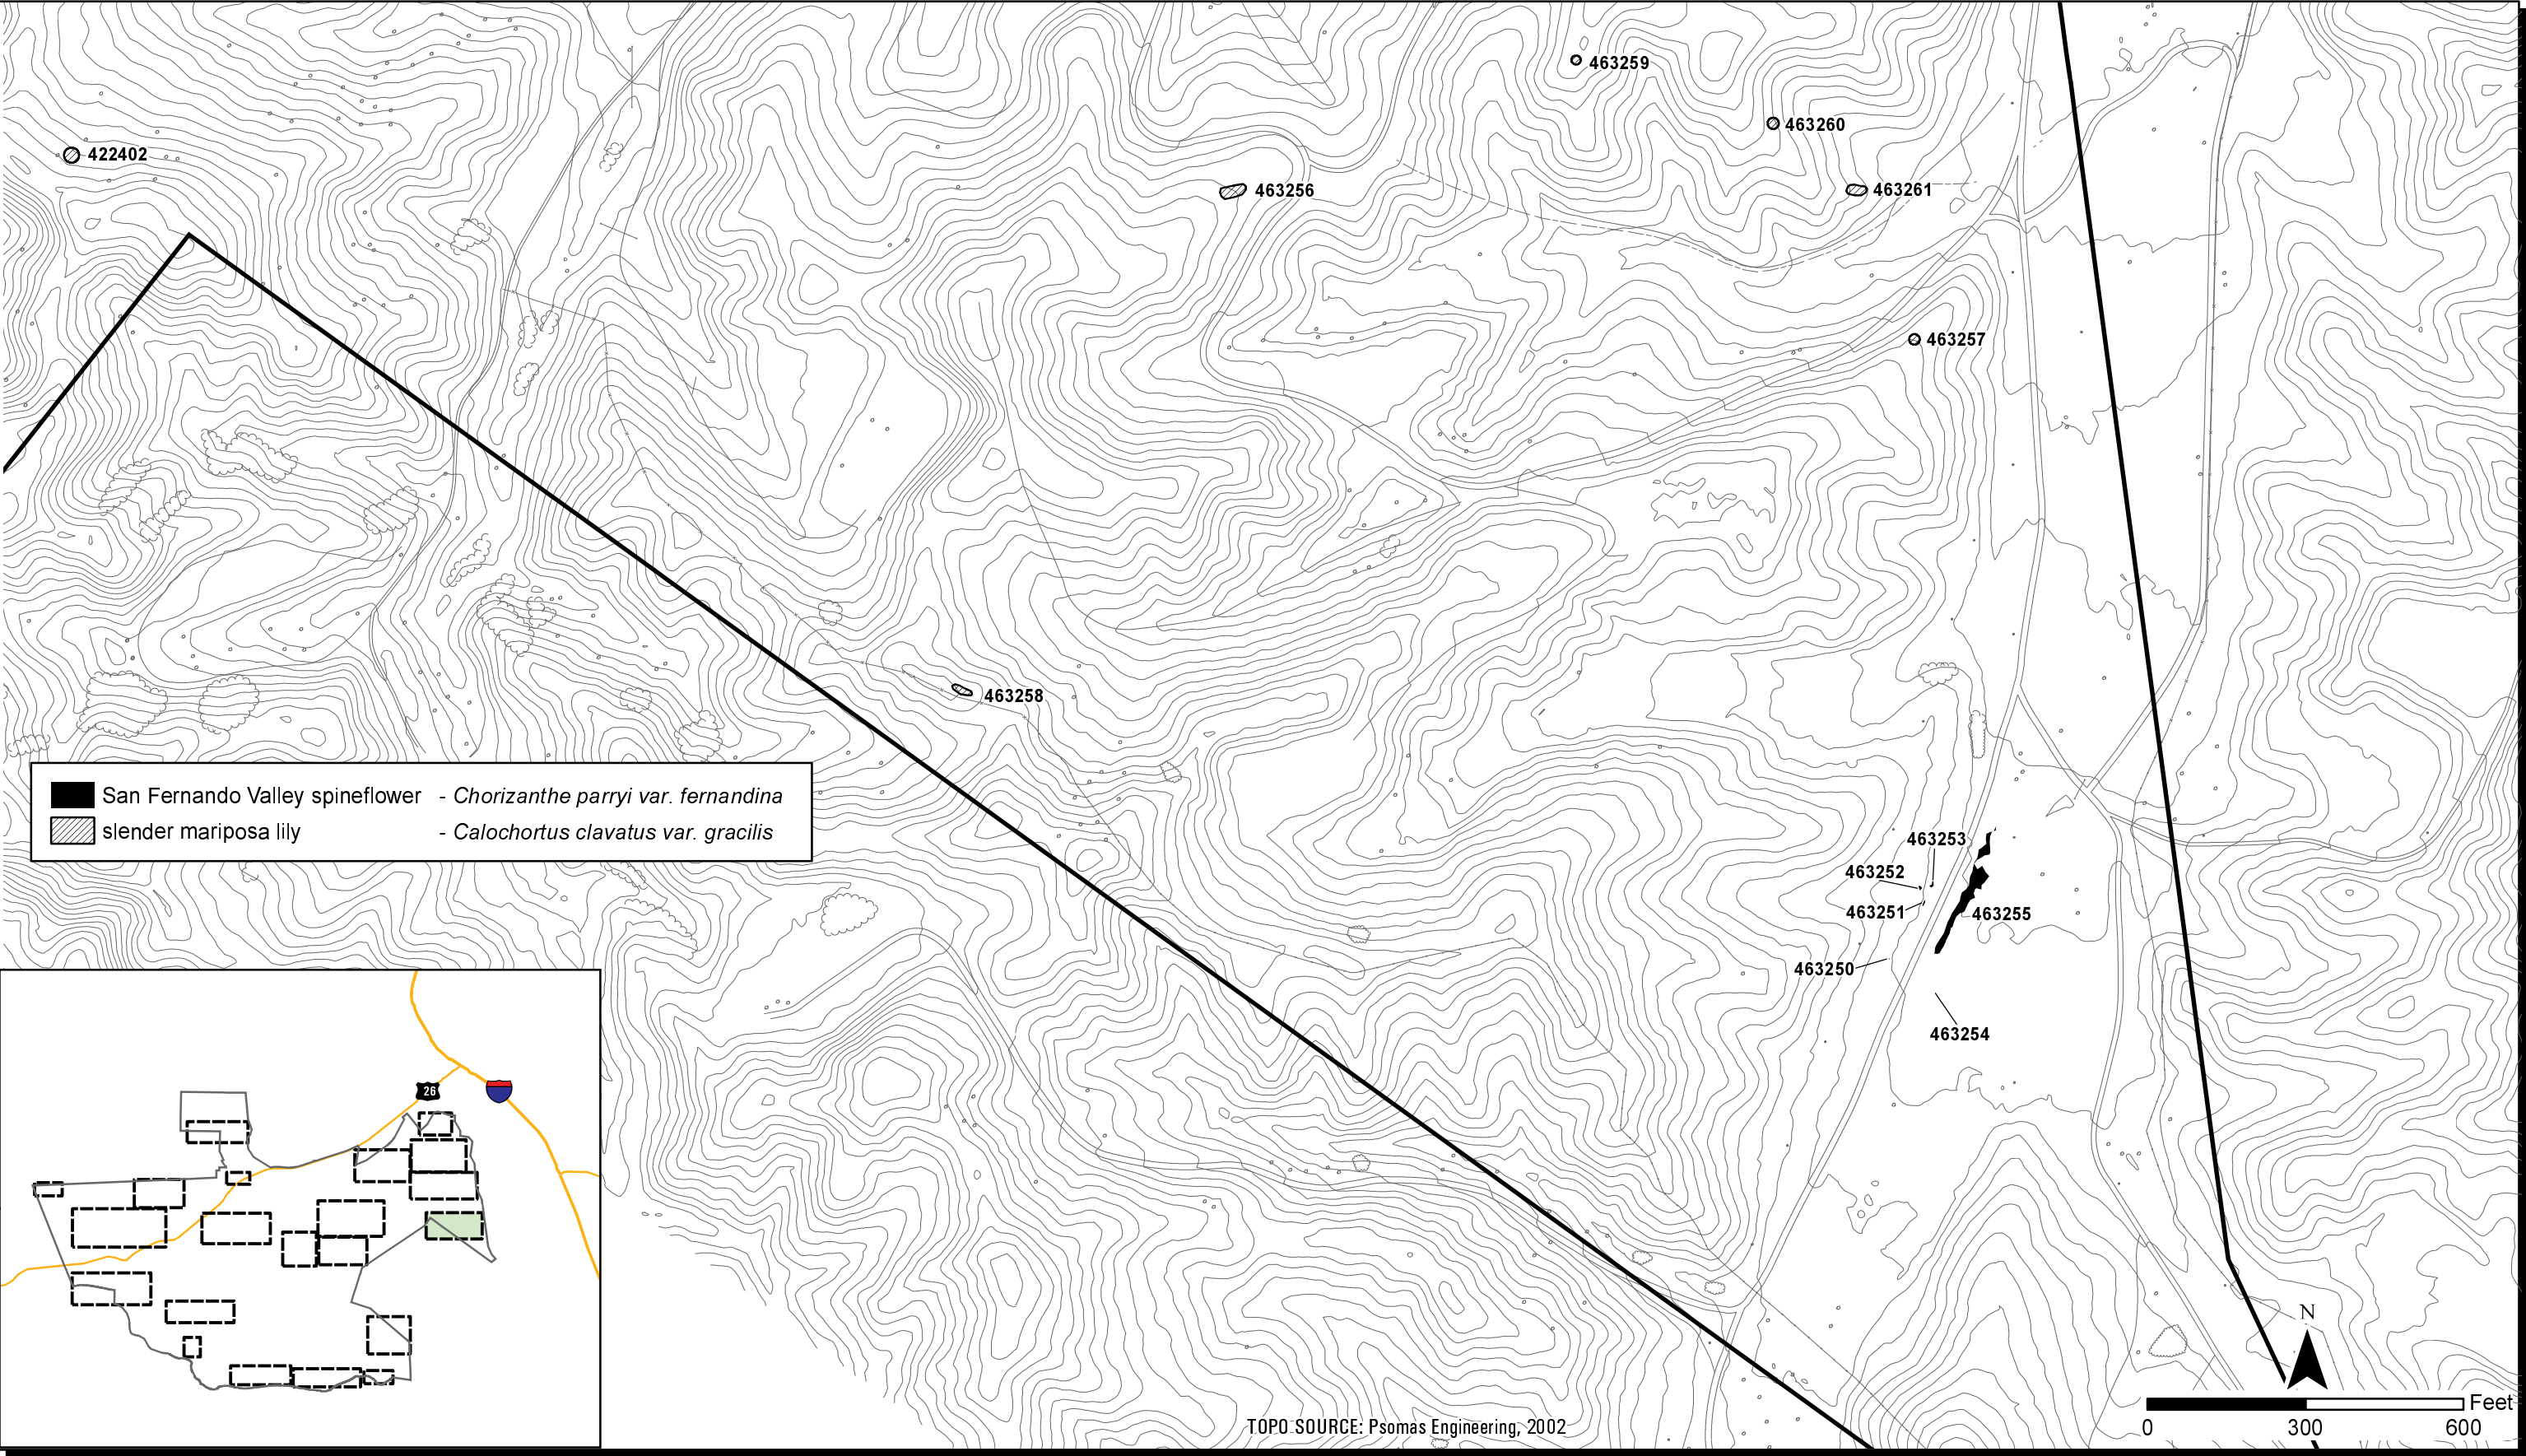 463259
463260
422402
463256
463261
463257
463258
San Fernando Valley spineflower - Chorizanthe parryi var. fernandina
slender mariposa lily - Calochortus clavatus var. gracilis
463253
463252
463251
463255
463250
463254
26
N
Feet
0 300 600
TOPO SOURCE: Psomas Engineering, 2002